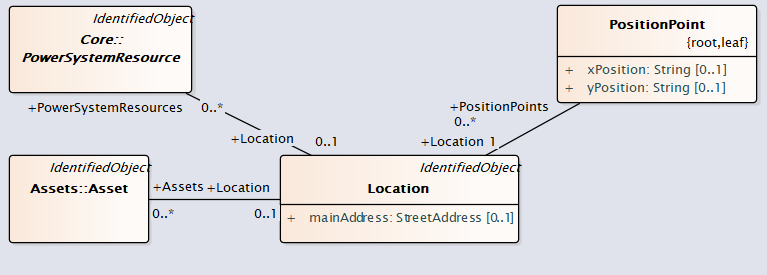 IdentifiedObject
Core::
PowerSystemResource
PositionPoint
{root,leaf}
+ xPosition: String [0..1]
+ yPosition: String [0..1]
+PowerSystemResources 0..*
+PositionPoints
0..*
+Location 0..1
+Location 1
IdentifiedObject
Assets::Asset
+Assets +Location
0..* 0..1
IdentifiedObject
Location
+ mainAddress: StreetAddress [0..1]